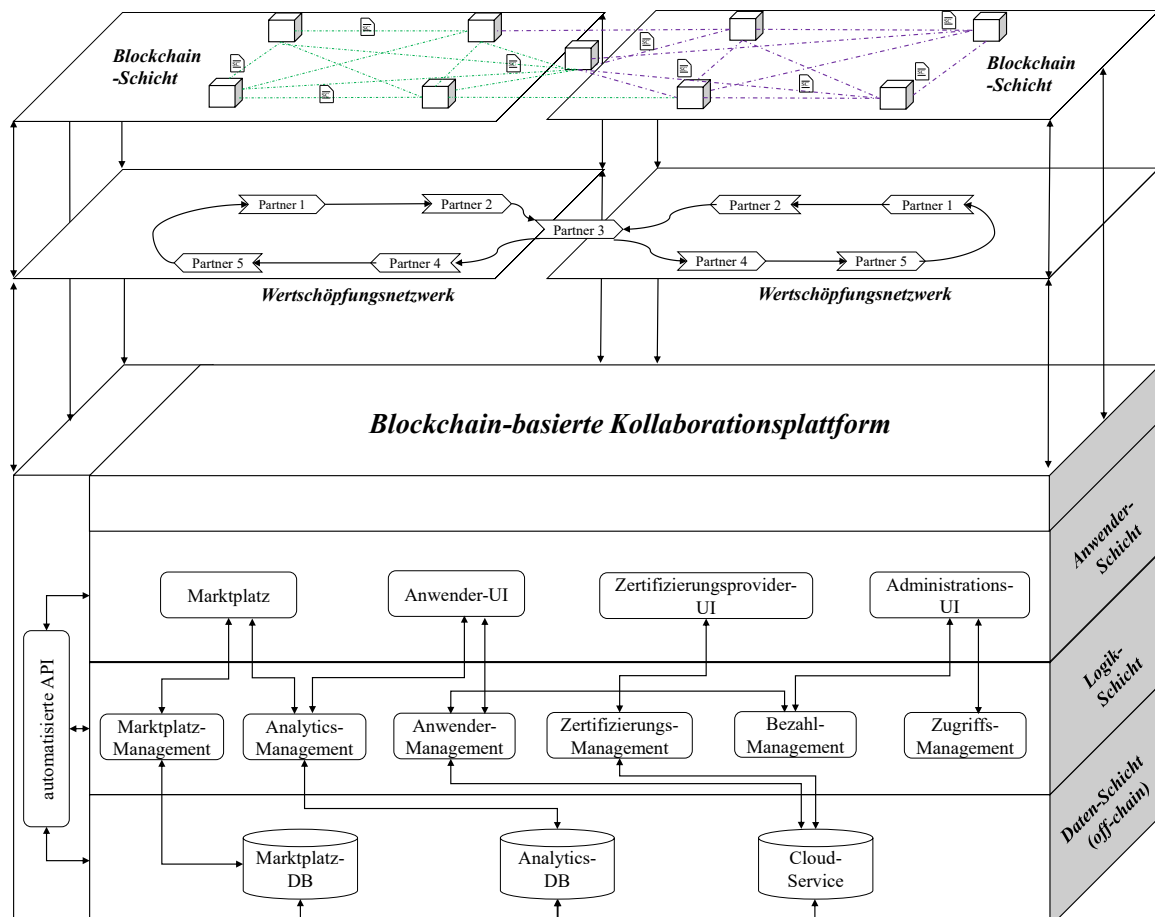 Blockchain
-Schicht
Blockchain
-Schicht
Partner 1
Partner 2
Partner 2
Partner 1
Partner 3
Partner 5
Partner 4
Partner 4
Partner 5
Wertschöpfungsnetzwerk
Wertschöpfungsnetzwerk
Blockchain-basierte Kollaborationsplattform
Anwender-
Schicht
Marktplatz
Anwender-UI
Zertifizierungsprovider-
UI
Administrations-
UI
automatisierte API
Logik-
Schicht
Marktplatz-
Management
Analytics-
Management
Anwender-
Management
Zertifizierungs-
Management
Bezahl-
Management
Zugriffs-
Management
Daten-Schicht
(off-chain)
Marktplatz-
DB
Analytics-
DB
Cloud-
Service